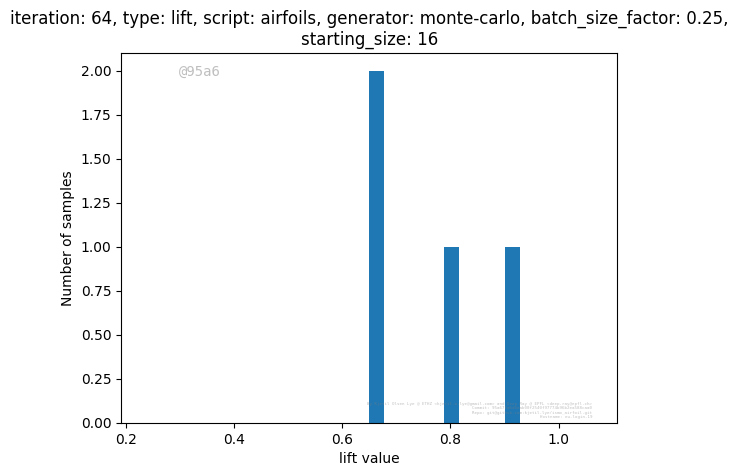 iteration: 64, type: lift, script: airfoils, generator: monte-carlo, batch_size_factor: 0.25,
starting_size: 16
@95a6
2.00
1.75
1.50
1.25
1.00
0.75
0.50
0.25
0.00
Number of samples
0.2 0.4 0.6 0.8 1.0
lift value